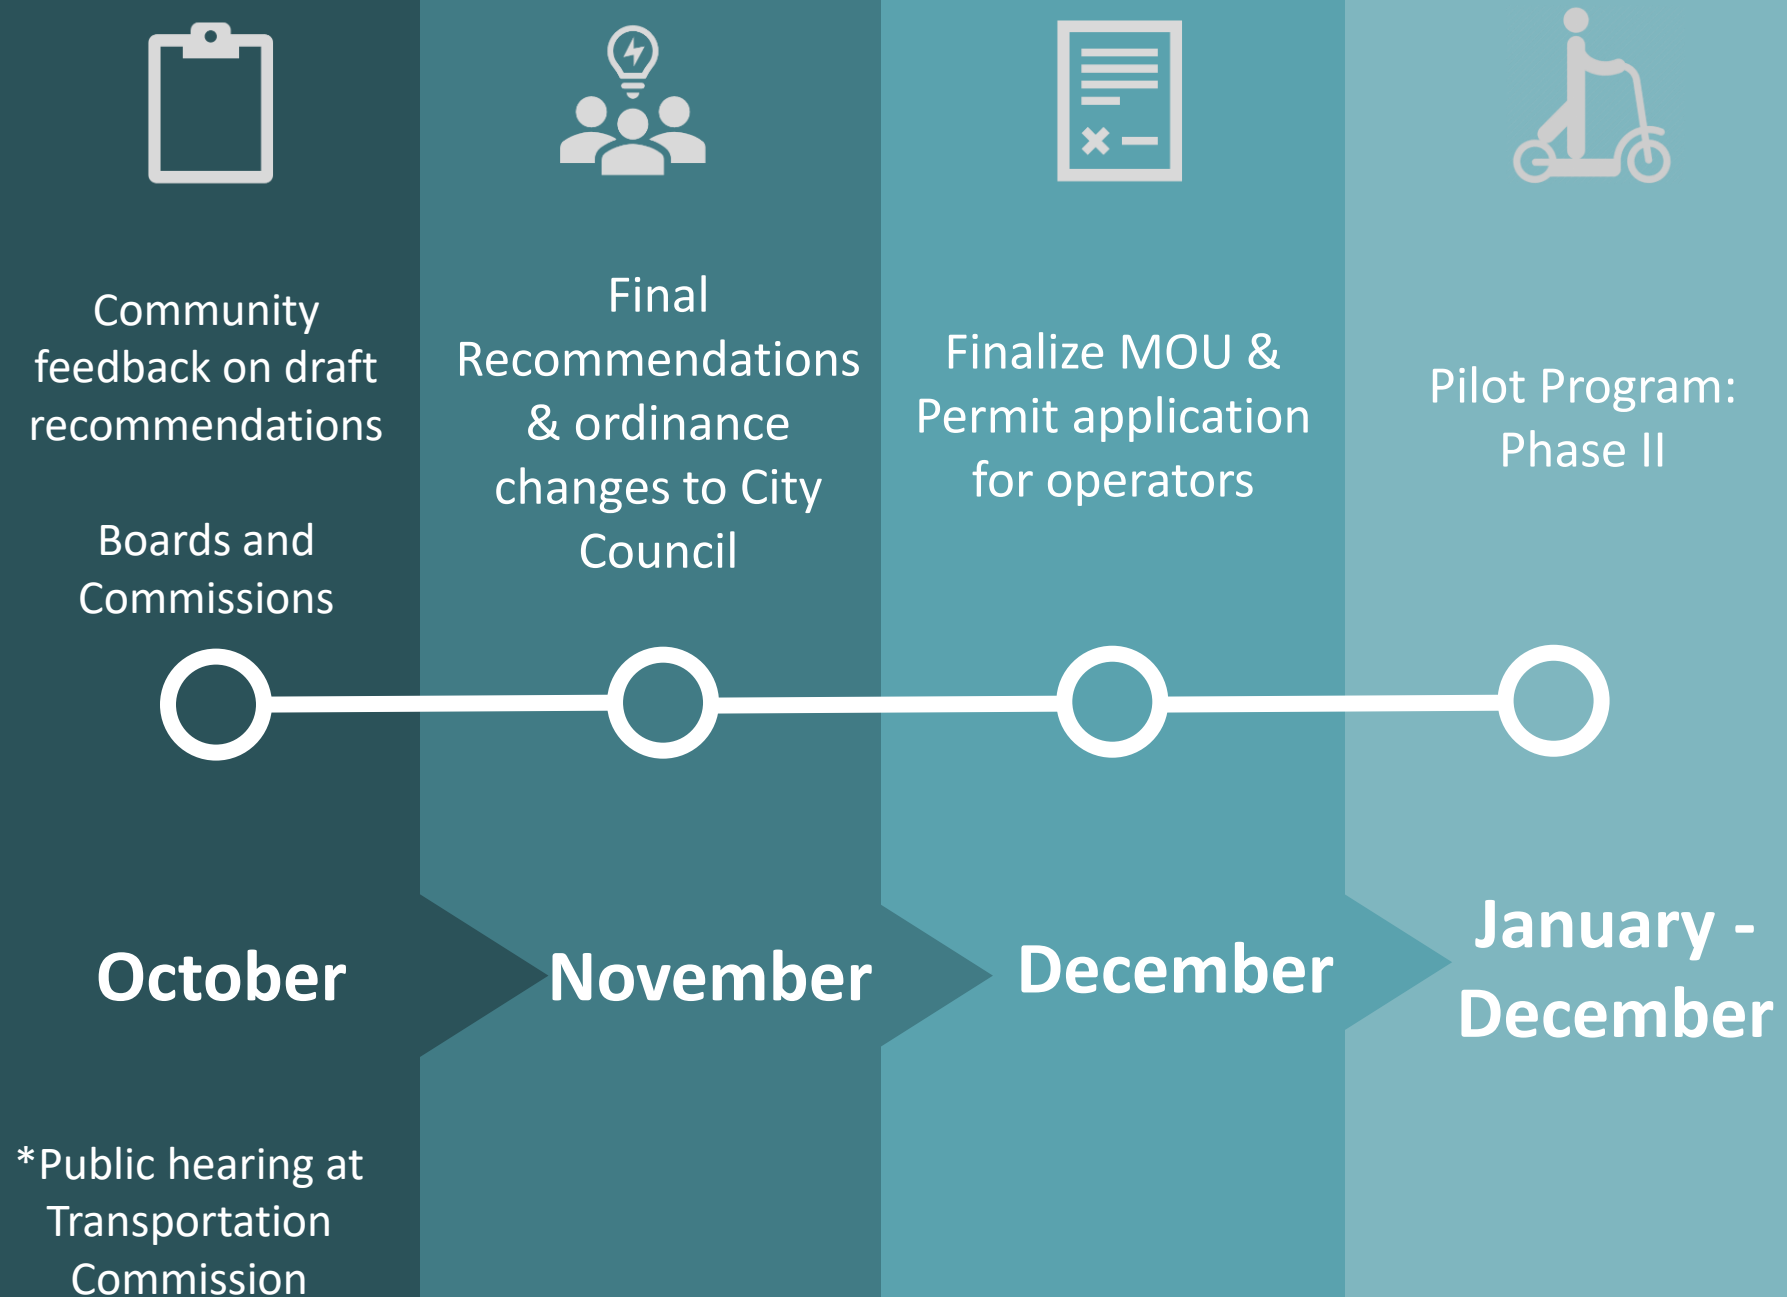 Community
feedback on draft
recommendations
Boards and
Commissions
October
*Public hearing at
Transportation
Commission
Final
Recommendations
& ordinance
changes to City
Council
November
Finalize MOU &
Permit application
for operators
December
Pilot Program:
Phase II
January -
December